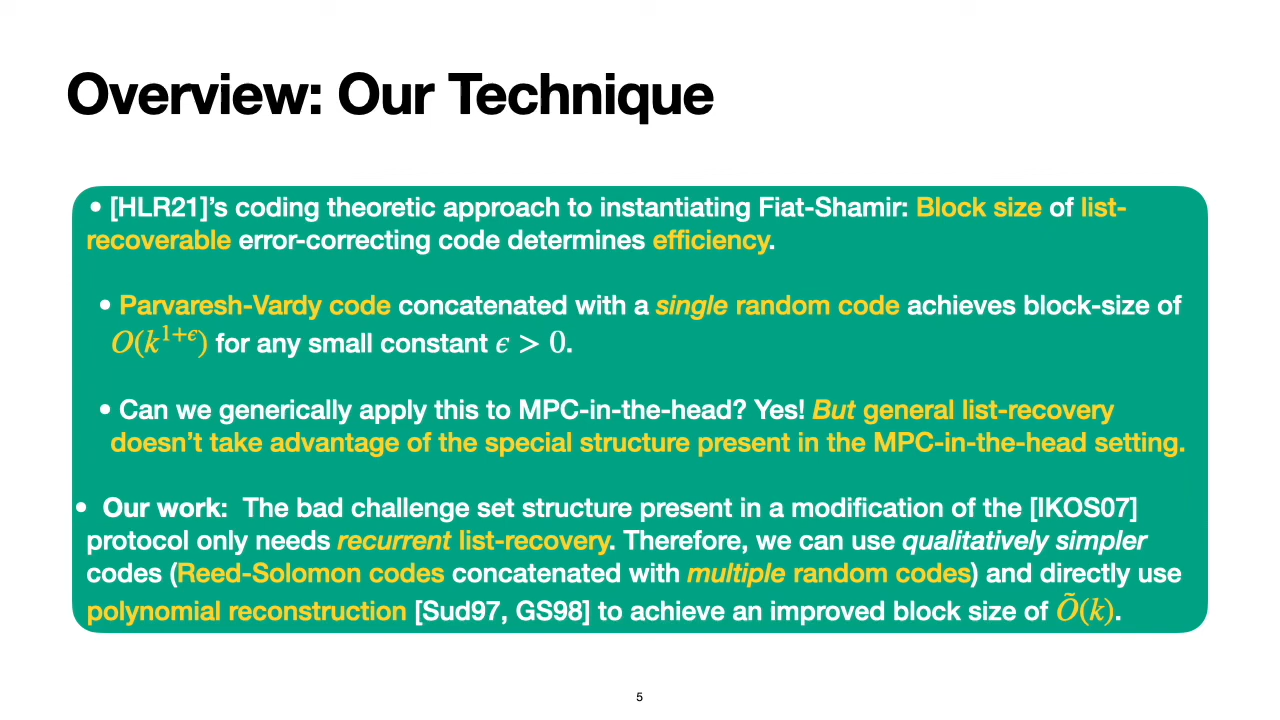 Overview: Our Technique
• [HLR21]’s coding theoretic approach to instantiating Fiat-Shamir: Block size of list-
recoverable error-correcting code determines efficiency.
• Parvaresh-Vardy code concatenated with a single random code achieves block-size of
O(k^{1+ϵ}) for any small constant ϵ > 0.
• Can we generically apply this to MPC-in-the-head? Yes! But general list-recovery
doesn’t take advantage of the special structure present in the MPC-in-the-head setting.
• Our work: The bad challenge set structure present in a modification of the [IKOS07]
protocol only needs recurrent list-recovery. Therefore, we can use qualitatively simpler
codes (Reed-Solomon codes concatenated with multiple random codes) and directly use
polynomial reconstruction [Sud97, GS98] to achieve an improved block size of Õ(k).
5